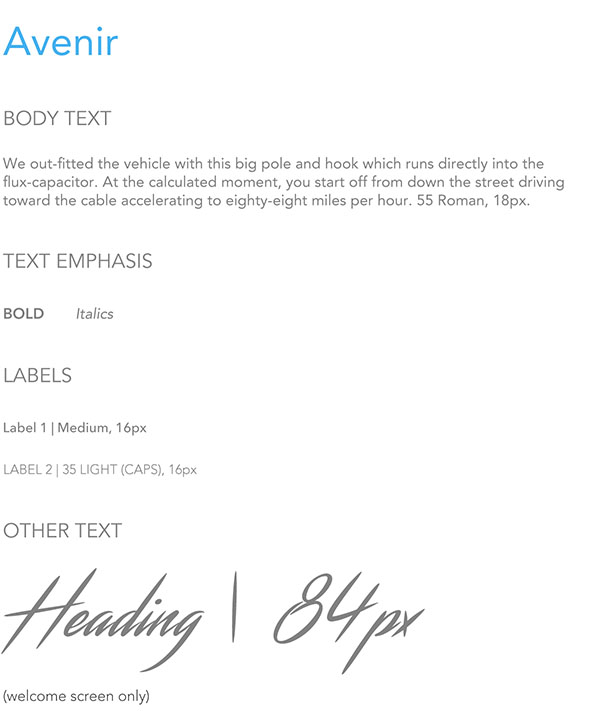 Avenir
BODY TEXT
We out-fitted the vehicle with this big pole and hook which runs directly into the
flux-capacitor. At the calculated moment, you start off from down the street driving
toward the cable accelerating to eighty-eight miles per hour. 55 Roman, 18px.
TEXT EMPHASIS
BOLD Italics
LABELS
Label 1 | Medium, 16px
LABEL 2 | 35 LIGHT (CAPS), 16px
OTHER TEXT
Heading | 84px
(welcome screen only)